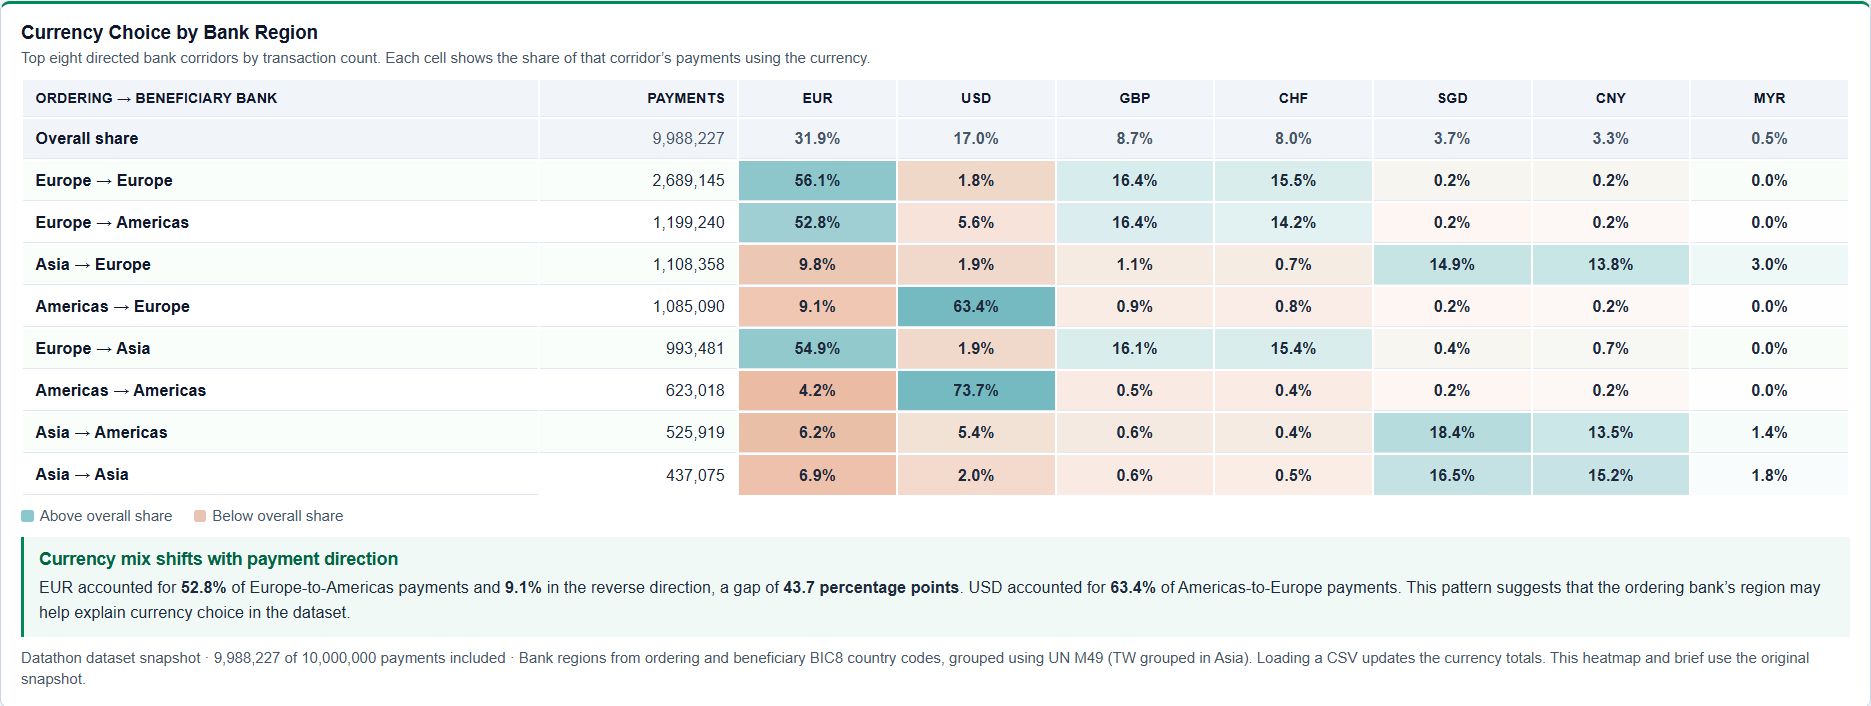 Currency Choice by Bank Region
Top eight directed bank corridors by transaction count. Each cell shows the share of that corridor’s payments using the currency.
ORDERING → BENEFICIARY BANK PAYMENTS EUR USD GBP CHF SGD CNY MYR
Overall share 9,988,227 31.9% 17.0% 8.7% 8.0% 3.7% 3.3% 0.5%
Europe → Europe 2,689,145 56.1% 1.8% 16.4% 15.5% 0.2% 0.2% 0.0%
Europe → Americas 1,199,240 52.8% 5.6% 16.4% 14.2% 0.2% 0.2% 0.0%
Asia → Europe 1,108,358 9.8% 1.9% 1.1% 0.7% 14.9% 13.8% 3.0%
Americas → Europe 1,085,090 9.1% 63.4% 0.9% 0.8% 0.2% 0.2% 0.0%
Europe → Asia 993,481 54.9% 1.9% 16.1% 15.4% 0.4% 0.7% 0.0%
Americas → Americas 623,018 4.2% 73.7% 0.5% 0.4% 0.2% 0.2% 0.0%
Asia → Americas 525,919 6.2% 5.4% 0.6% 0.4% 18.4% 13.5% 1.4%
Asia → Asia 437,075 6.9% 2.0% 0.6% 0.5% 16.5% 15.2% 1.8%
Above overall share Below overall share
Currency mix shifts with payment direction
EUR accounted for 52.8% of Europe-to-Americas payments and 9.1% in the reverse direction, a gap of 43.7 percentage points. USD accounted for 63.4% of Americas-to-Europe payments. This pattern suggests that the ordering bank’s region may
help explain currency choice in the dataset.
Datathon dataset snapshot · 9,988,227 of 10,000,000 payments included · Bank regions from ordering and beneficiary BIC8 country codes, grouped using UN M49 (TW grouped in Asia). Loading a CSV updates the currency totals. This heatmap and brief use the original
snapshot.